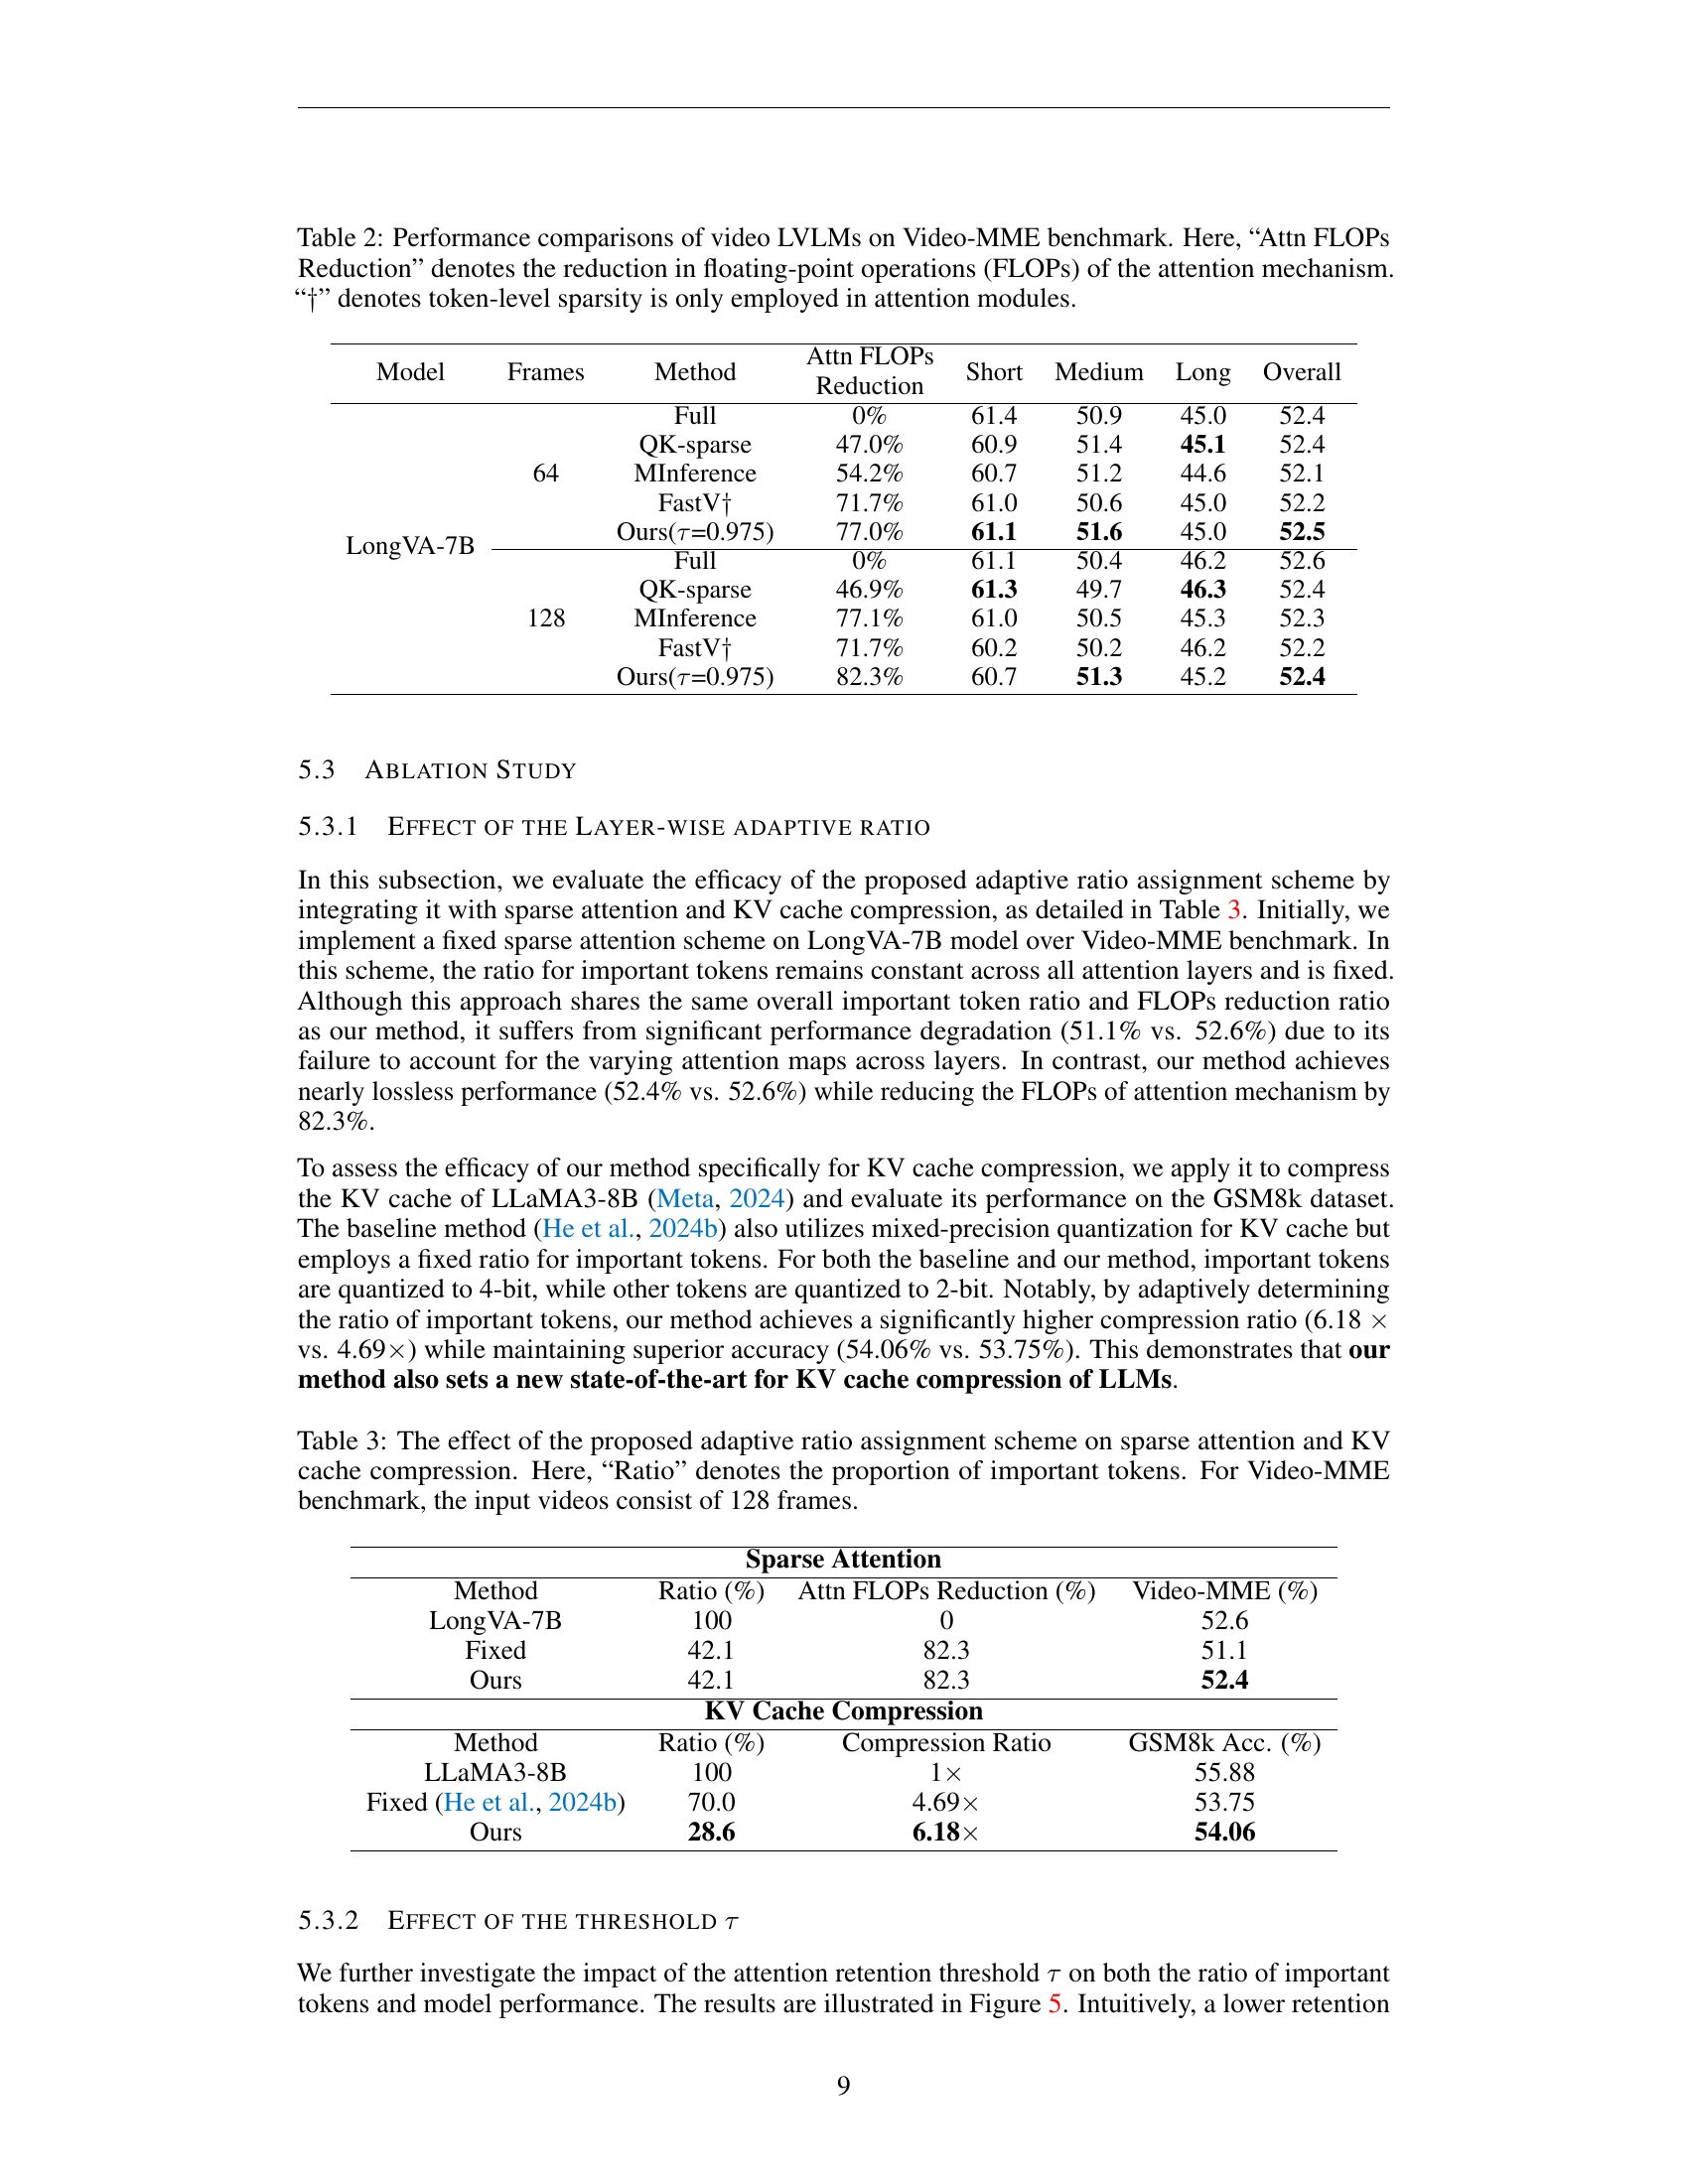 Table 2: Performance comparisons of video LVLMs on Video-MME benchmark. Here, “Attn FLOPs
Reduction” denotes the reduction in floating-point operations (FLOPs) of the attention mechanism.
“†” denotes token-level sparsity is only employed in attention modules.
Model Frames Method Attn FLOPs Reduction Short Medium Long Overall
LongVA-7B
64
Full 0% 61.4 50.9 45.0 52.4
QK-sparse 47.0% 60.9 51.4 45.1 52.4
MInference 54.2% 60.7 51.2 44.6 52.1
FastV† 71.7% 61.0 50.6 45.0 52.2
Ours(τ=0.975) 77.0% 61.1 51.6 45.0 52.5
128
Full 0% 61.1 50.4 46.2 52.6
QK-sparse 46.9% 61.3 49.7 46.3 52.4
MInference 77.1% 61.0 50.5 45.3 52.3
FastV† 71.7% 60.2 50.2 46.2 52.2
Ours(τ=0.975) 82.3% 60.7 51.3 45.2 52.4
5.3 ABLATION STUDY
5.3.1 EFFECT OF THE LAYER-WISE ADAPTIVE RATIO
In this subsection, we evaluate the efficacy of the proposed adaptive ratio assignment scheme by
integrating it with sparse attention and KV cache compression, as detailed in Table 3. Initially, we
implement a fixed sparse attention scheme on LongVA-7B model over Video-MME benchmark. In
this scheme, the ratio for important tokens remains constant across all attention layers and is fixed.
Although this approach shares the same overall important token ratio and FLOPs reduction ratio
as our method, it suffers from significant performance degradation (51.1% vs. 52.6%) due to its
failure to account for the varying attention maps across layers. In contrast, our method achieves
nearly lossless performance (52.4% vs. 52.6%) while reducing the FLOPs of attention mechanism by
82.3%.
To assess the efficacy of our method specifically for KV cache compression, we apply it to compress
the KV cache of LLaMA3-8B (Meta, 2024) and evaluate its performance on the GSM8k dataset.
The baseline method (He et al., 2024b) also utilizes mixed-precision quantization for KV cache but
employs a fixed ratio for important tokens. For both the baseline and our method, important tokens
are quantized to 4-bit, while other tokens are quantized to 2-bit. Notably, by adaptively determining
the ratio of important tokens, our method achieves a significantly higher compression ratio (6.18 ×
vs. 4.69×) while maintaining superior accuracy (54.06% vs. 53.75%). This demonstrates that our
method also sets a new state-of-the-art for KV cache compression of LLMs.
Table 3: The effect of the proposed adaptive ratio assignment scheme on sparse attention and KV
cache compression. Here, “Ratio” denotes the proportion of important tokens. For Video-MME
benchmark, the input videos consist of 128 frames.
Sparse Attention
Method Ratio (%) Attn FLOPs Reduction (%) Video-MME (%)
LongVA-7B 100 0 52.6
Fixed 42.1 82.3 51.1
Ours 42.1 82.3 52.4
KV Cache Compression
Method Ratio (%) Compression Ratio GSM8k Acc. (%)
LLaMA3-8B 100 1× 55.88
Fixed (He et al., 2024b) 70.0 4.69× 53.75
Ours 28.6 6.18× 54.06
5.3.2 EFFECT OF THE THRESHOLD τ
We further investigate the impact of the attention retention threshold τ on both the ratio of important
tokens and model performance. The results are illustrated in Figure 5. Intuitively, a lower retention
9